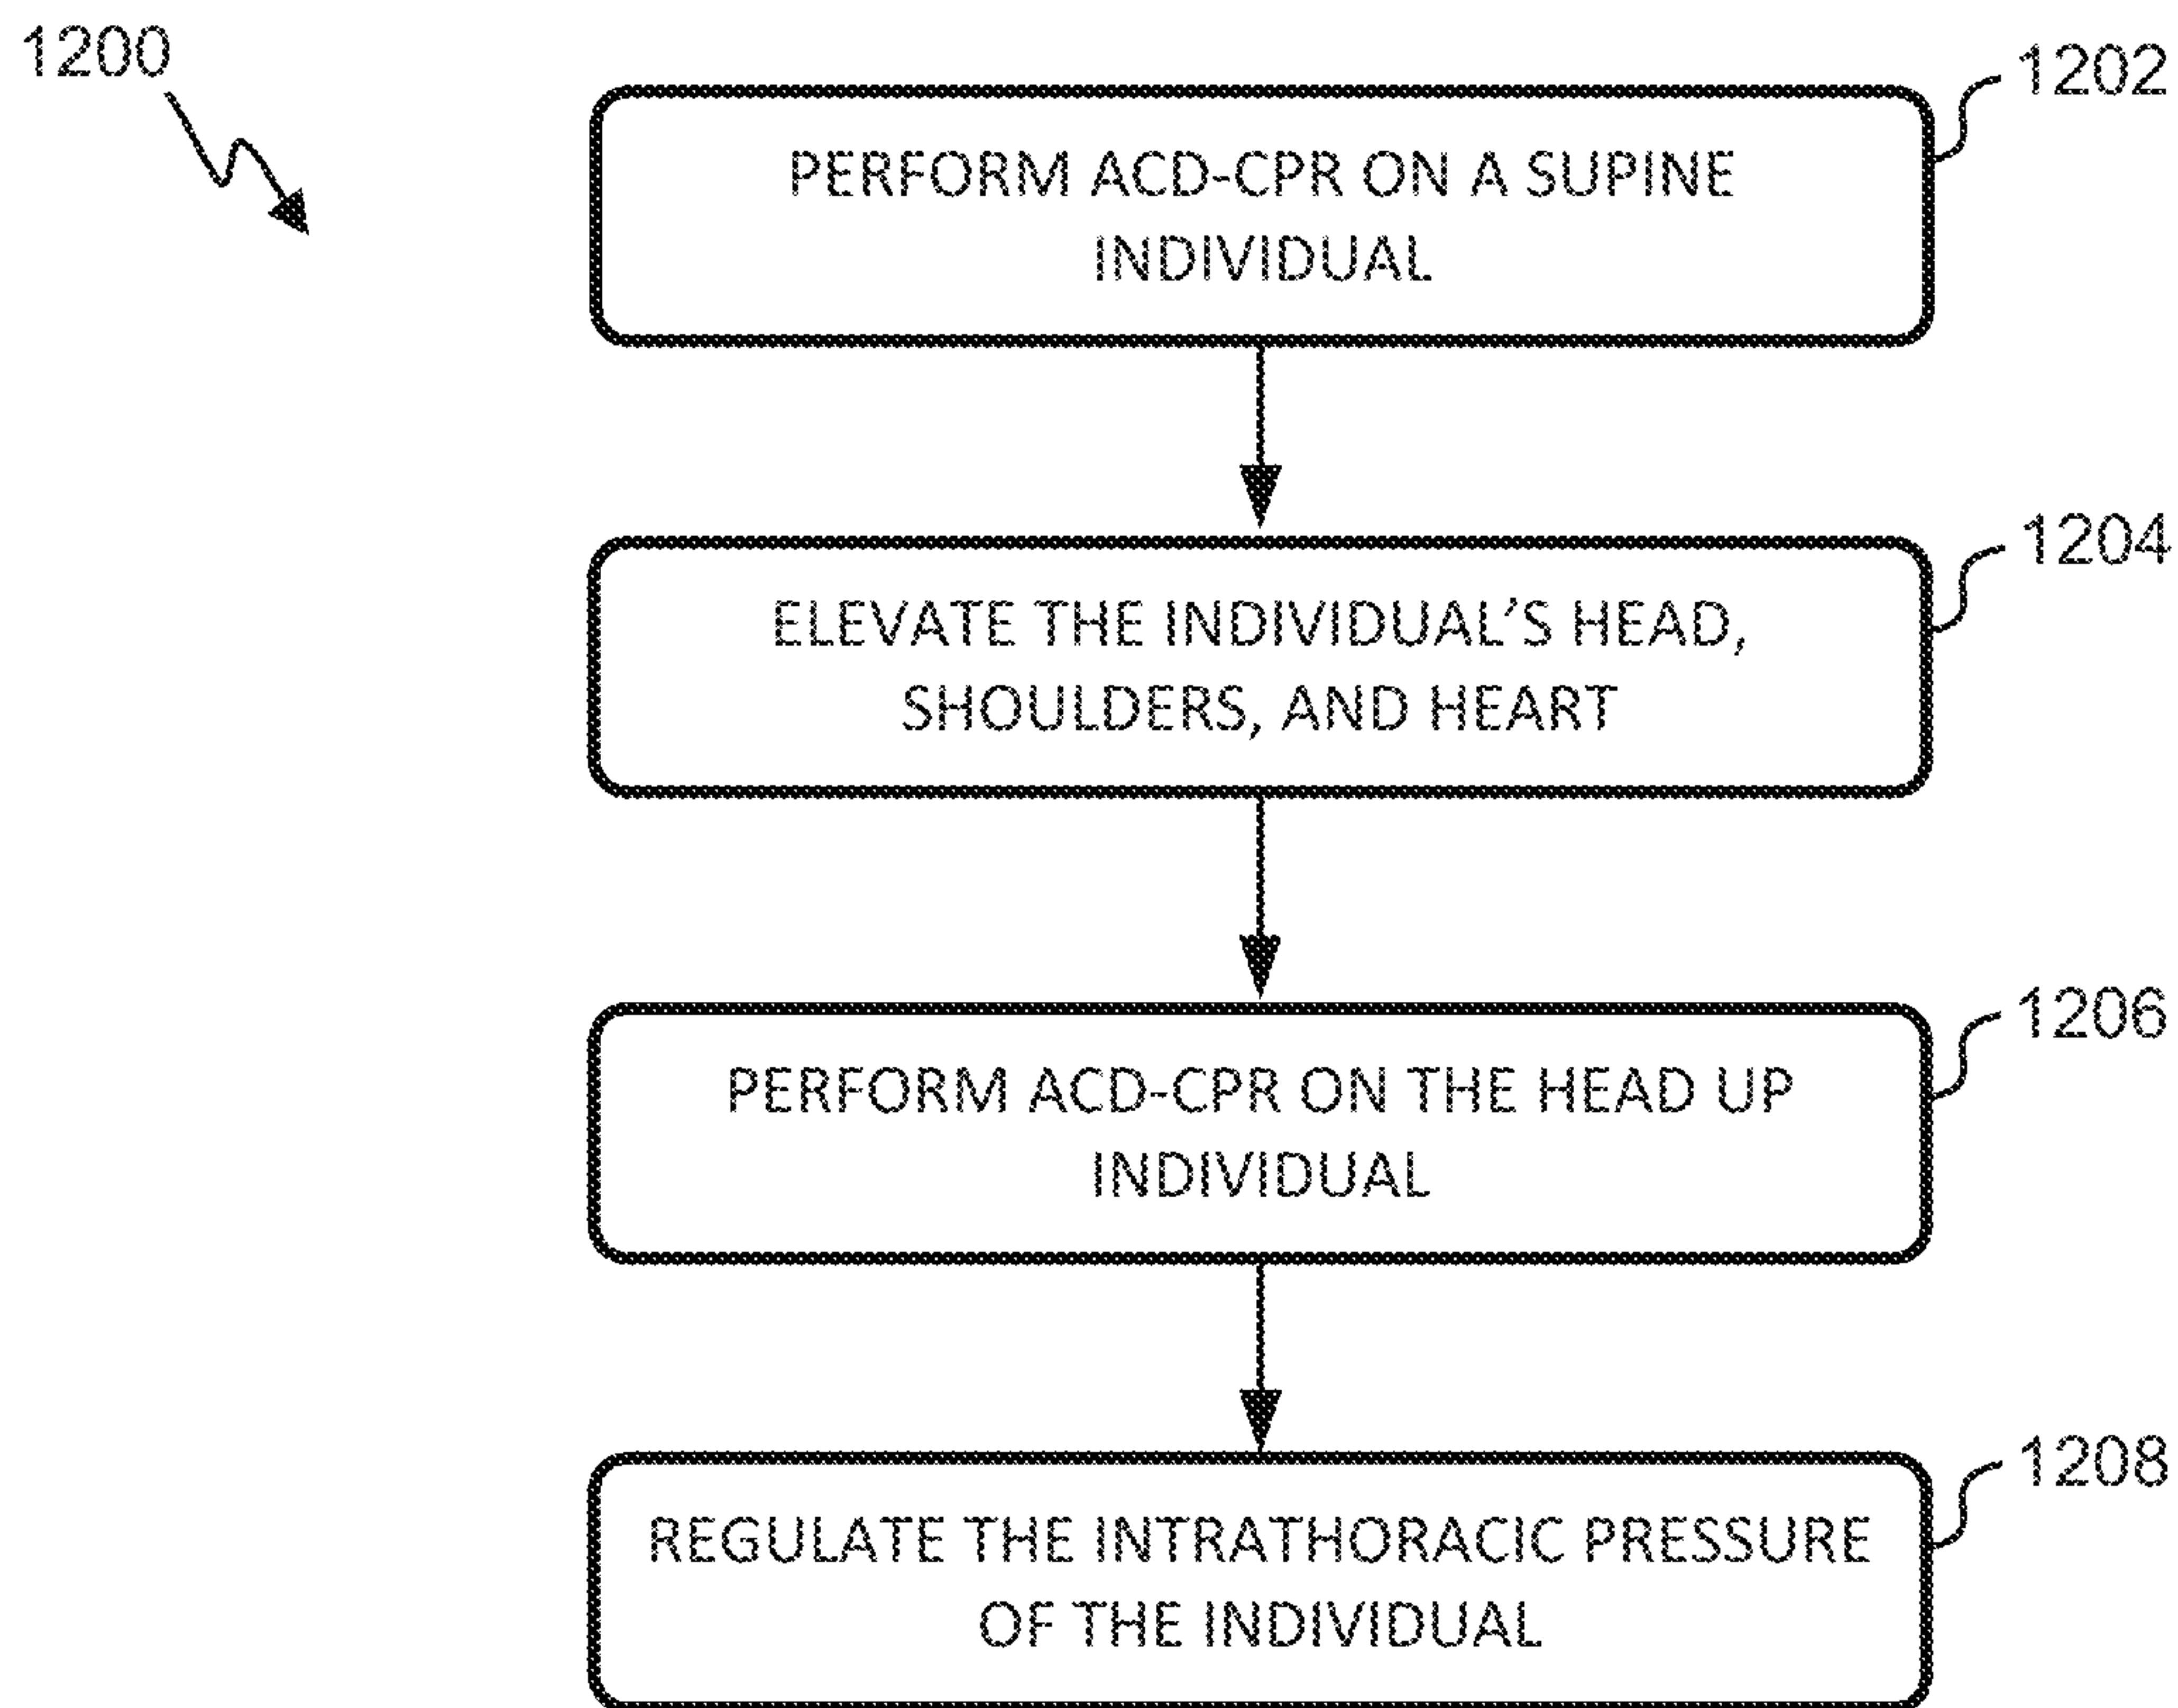 1200
1202
PERFORM ACD-CPR ON A SUPINE
INDIVIDUAL
1204
ELEVATE THE INDIVIDUAL'S HEAD,
SHOULDERS, AND HEART
1206
PERFORM ACD-CPR ON THE HEAD UP
INDIVIDUAL
1208
REGULATE THE INTRATHORACIC PRESSURE
OF THE INDIVIDUAL